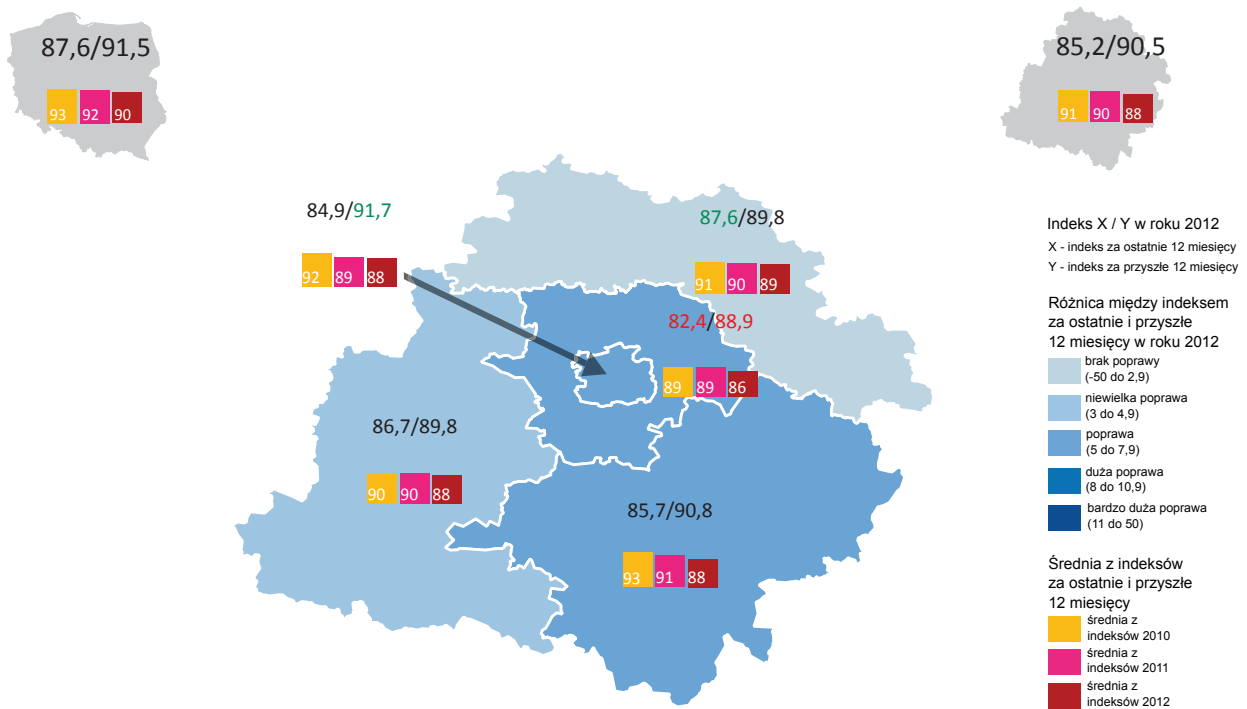 87,6/91,5
93 92 90
85,2/90,5
91 90 88
84,9/91,7
92 89 88
87,6/89,8
91 90 89
82,4/88,9
89 89 86
86,7/89,8
90 90 88
85,7/90,8
93 91 88
Indeks X / Y w roku 2012
X - indeks za ostatnie 12 miesięcy
Y - indeks za przyszłe 12 miesięcy
Różnica między indeksem
za ostatnie i przyszłe
12 miesięcy w roku 2012
brak poprawy
(-50 do 2,9)
niewielka poprawa
(3 do 4,9)
poprawa
(5 do 7,9)
duża poprawa
(8 do 10,9)
bardzo duża poprawa
(11 do 50)
Średnia z indeksów
za ostatnie i przyszłe
12 miesięcy
średnia z
indeksów 2010
średnia z
indeksów 2011
średnia z
indeksów 2012